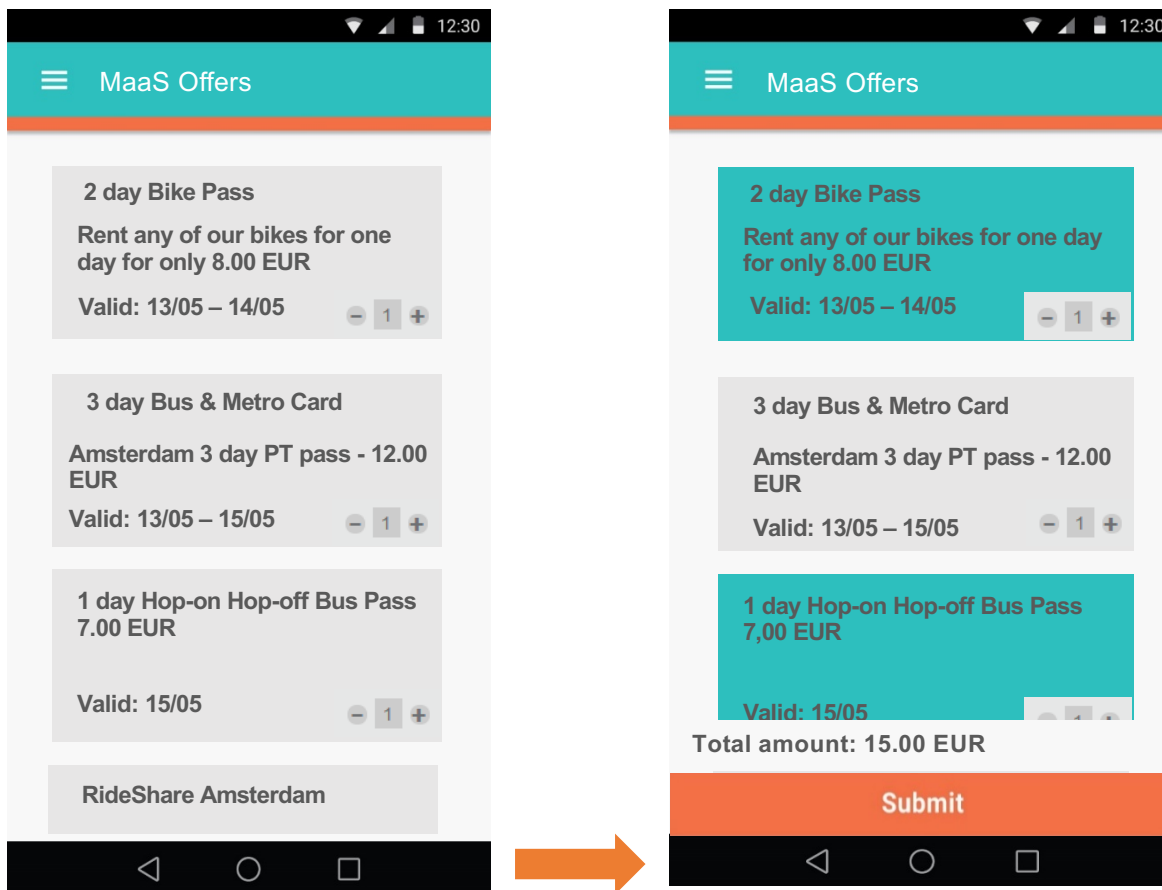 12:30
MaaS Offers
2 day Bike Pass
Rent any of our bikes for one
day for only 8.00 EUR
Valid: 13/05 – 14/05
1
3 day Bus & Metro Card
Amsterdam 3 day PT pass - 12.00
EUR
Valid: 13/05 – 15/05
1
1 day Hop-on Hop-off Bus Pass
7.00 EUR
Valid: 15/05
1
RideShare Amsterdam
12:30
MaaS Offers
2 day Bike Pass
Rent any of our bikes for one day
for only 8.00 EUR
Valid: 13/05 – 14/05
1
3 day Bus & Metro Card
Amsterdam 3 day PT pass - 12.00
EUR
Valid: 13/05 – 15/05
1
1 day Hop-on Hop-off Bus Pass
7,00 EUR
Valid: 15/05
1
Total amount: 15.00 EUR
Submit